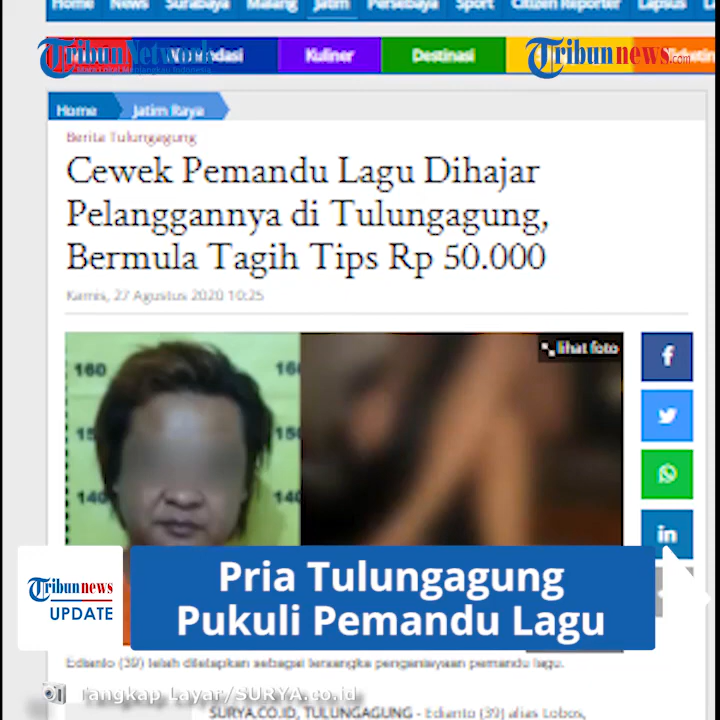 Home News Surabaya Malang Jatim Persebaya Sport Citizen Reporter Lapsus
TribunNetwork
Kuliner Destinasi
Tribunnews.com
Home Jatim Raya
Berita Tulungagung
Cewek Pemandu Lagu Dihajar
Pelanggannya di Tulungagung,
Bermula Tagih Tips Rp 50.000
Kamis, 27 Agustus 2020 10:25
lihat foto
160 160
150
140 140
Tribunnews
UPDATE
Pria Tulungagung
Pukuli Pemandu Lagu
Edianto (39) telah ditetapkan sebagai tersangka penganiayaan pemandu lagu.
Tangkap Layar/SURYA.co.id
SURYA.CO.ID, TULUNGAGUNG - Edianto (39) alias Lobos,